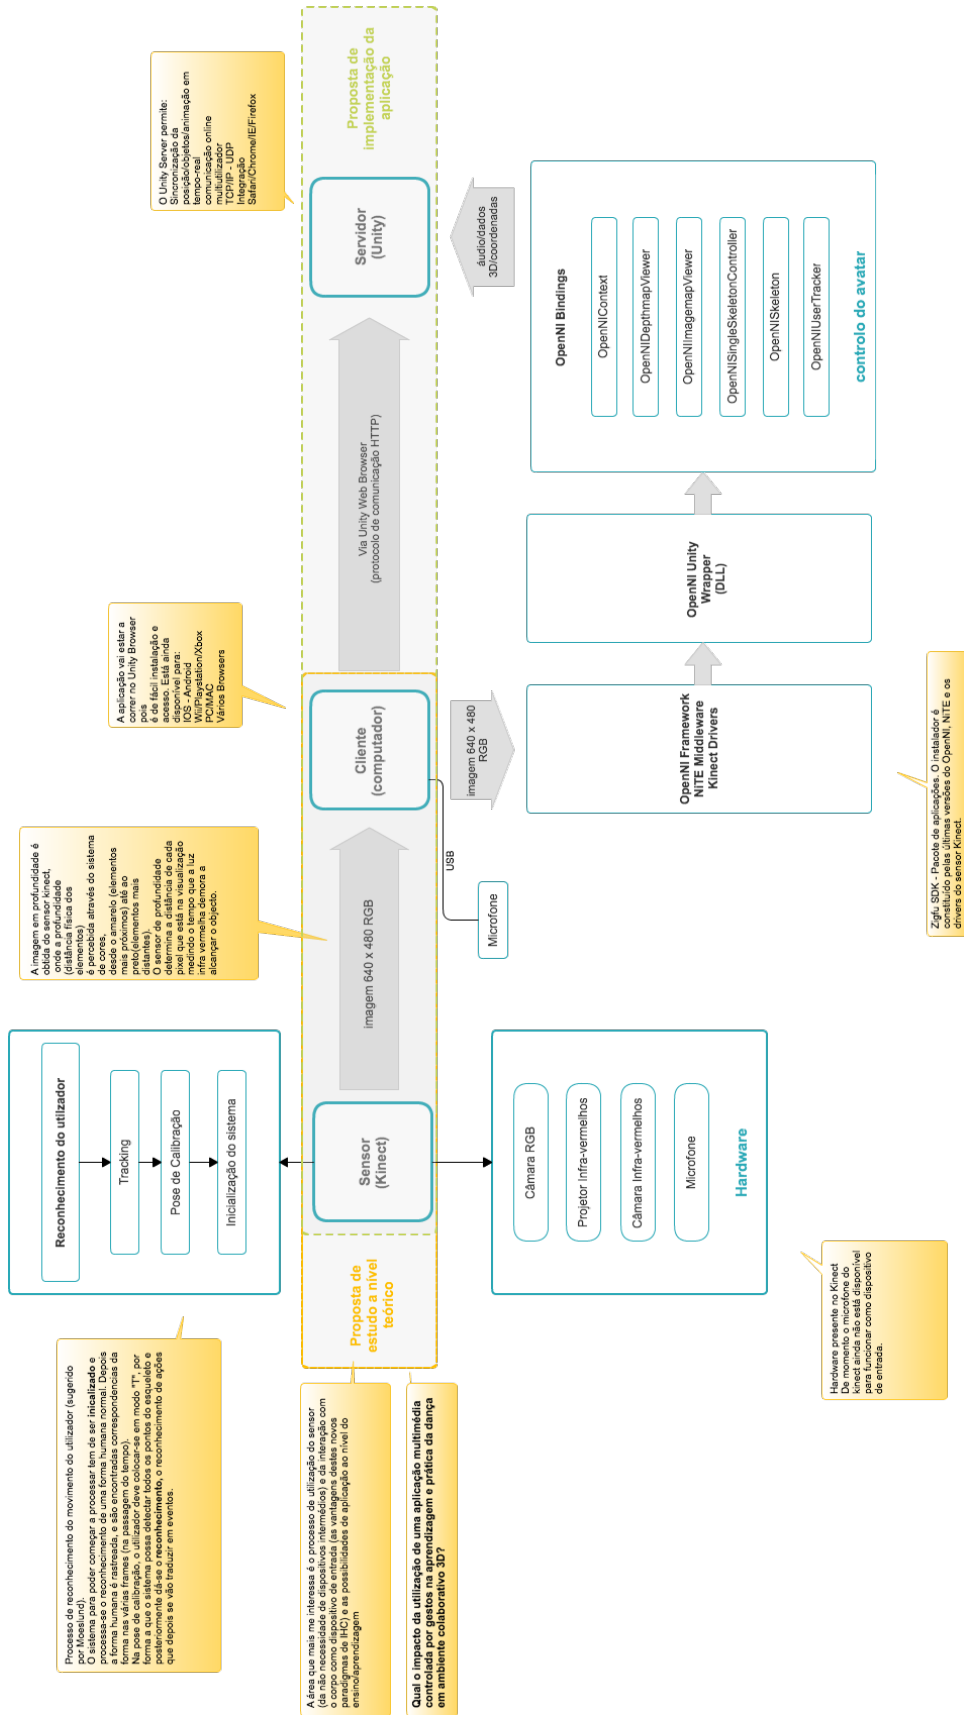 Processo de reconhecimento do movimento do utilizador (sugerido
por Moeslund).
O sistema para poder começar a processar tem de ser inicalizado e
processa-se o reconhecimento de uma forma humana normal. Depois
a forma humana é rastreada, e são encontradas correspondencias da
forma nas várias frames (na passagem do tempo).
Na pose de calibração, o utilizador deve colocar-se em modo "T", por
forma a que o sistema possa detectar todos os pontos do esqueleto e
posteriormente dá-se o reconhecimento, o reconhecimento de ações
que depois se vão traduzir em eventos.
Reconhecimento do utilzador
Tracking
Pose de Calibração
Inicialização do sistema
A imagem em profundidade é
obtida do sensor kinect,
onde a profundidade
(distância física dos
elementos)
é percebida através do sistema
de cores,
desde o amarelo (elementos
mais próximos) até ao
preto(elementos mais
distantes).
O sensor de profundidade
determina a distância de cada
pixel que está na visualização
medindo o tempo que a luz
infra vermelha demora a
alcançar o objecto.
A aplicação vai estar a
correr no Unity Browser
pois
é de fácil instalação e
acesso. Está ainda
disponível para:
IOS - Android
Wii/Playstation/Xbox
PC/MAC
Vários Browsers
O Unity Server permite:
Sincronização da
posição/objetos/animação em
tempo-real
comunicação online
multiutilizador
TCP/IP - UDP
Integração
Safari/Chrome/IE/Firefox
A área que mais me interessa é o processo de utilização do sensor
(da não necessidade de dispositivos intermédios) e da interação com
o corpo como dispositivo de entrada (as vantagens destes novos
paradigmas de IHC) e as possibilidades de aplicação ao nível do
ensino/aprendizagem
Qual o impacto da utilização de uma aplicação multimédia
controlada por gestos na aprendizagem e prática da dança
em ambiente colaborativo 3D?
Proposta de
estudo a nível
teórico
Sensor
(Kinect)
imagem 640 x 480 RGB
Cliente
(computador)
Via Unity Web Browser
(protocolo de comunicação HTTP)
Servidor
(Unity)
Proposta de
implementação da
aplicação
USB
Microfone
imagem 640 x 480
RGB
áudio/dados
3D/coordenadas
Câmara RGB
Projetor Infra-vermelhos
Câmara Infra-vermelhos
Microfone
Hardware
Hardware presente no Kinect
De momento o microfone do
kinect ainda não está disponível
para funcionar como dispositivo
de entrada.
OpenNI Framework
NiTE Middleware
Kinect Drivers
OpenNI Unity
Wrapper
(DLL)
OpenNI Bindings
OpenNIContext
OpenNIDepthmapViewer
OpenNIImagemapViewer
OpenNISingleSkeletonController
OpenNISkeleton
OpenNIUserTracker
controlo do avatar
Zigfu SDK - Pacote de aplicações. O instalador é
constituído pelas últimas versões do OpenNI, NiTE e os
drivers do sensor Kinect.